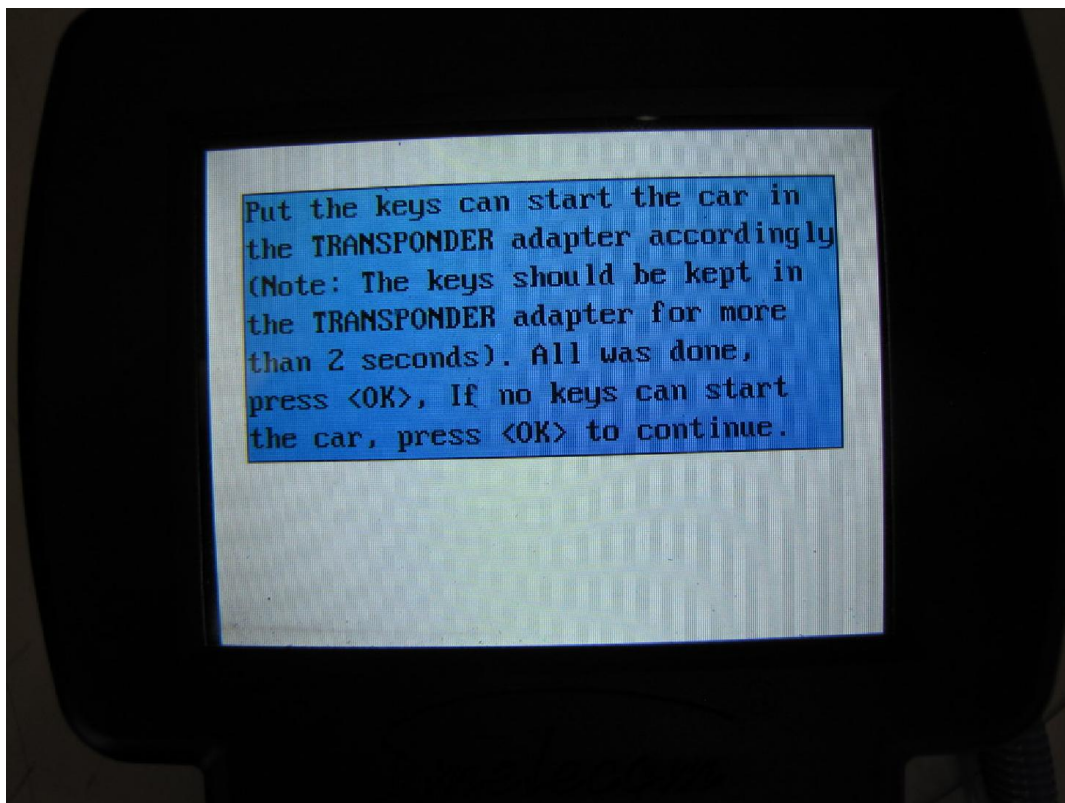 Put the keys can start the car in
the TRANSPONDER adapter accordingly
(Note: The keys should be kept in
the TRANSPONDER adapter for more
than 2 seconds). All was done,
press <OK>, If no keys can start
the car, press <OK> to continue.